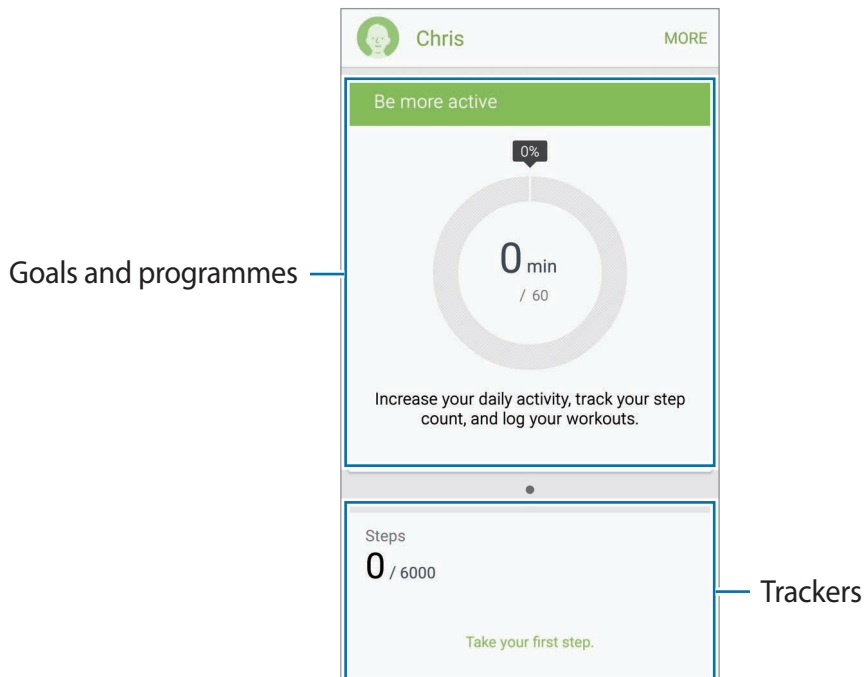 Chris
MORE
Be more active
0%
0 min
/ 60
Goals and programmes
Increase your daily activity, track your step
count, and log your workouts.
Steps
0 / 6000
Trackers
Take your first step.